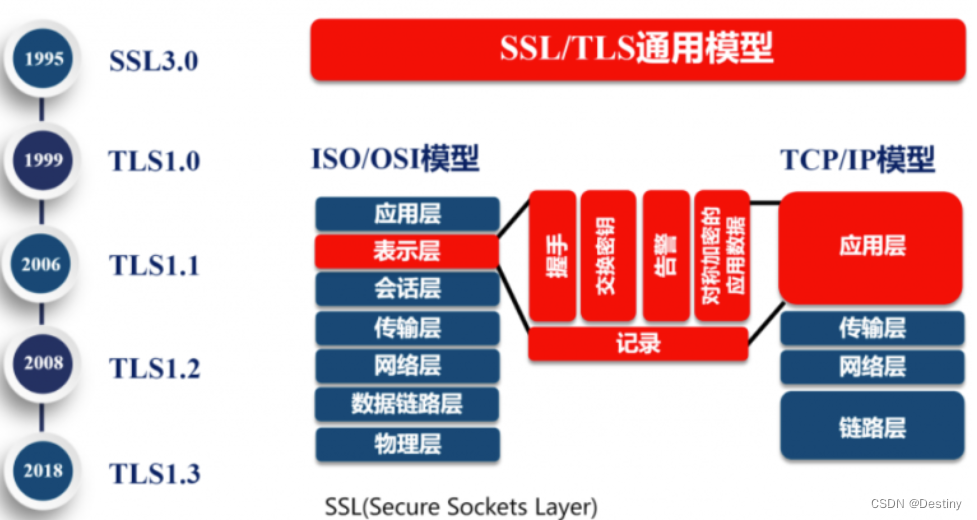 1995
SSL3.0
1999
TLS1.0
2006
TLS1.1
2008
TLS1.2
2018
TLS1.3
SSL/TLS通用模型
ISO/OSI模型
应用层
表示层
会话层
传输层
网络层
数据链路层
物理层
握手
交换密钥
告警
对称加密的
应用数据
记录
TCP/IP模型
应用层
传输层
网络层
链路层
SSL(Secure Sockets Layer)
CSDN @Destiny